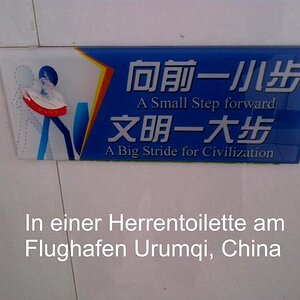 向前一小步
A Small Step forward
文明一大步
A Big Stride for Civilization
In einer Herrentoilette am
Flughafen Urumqi, China